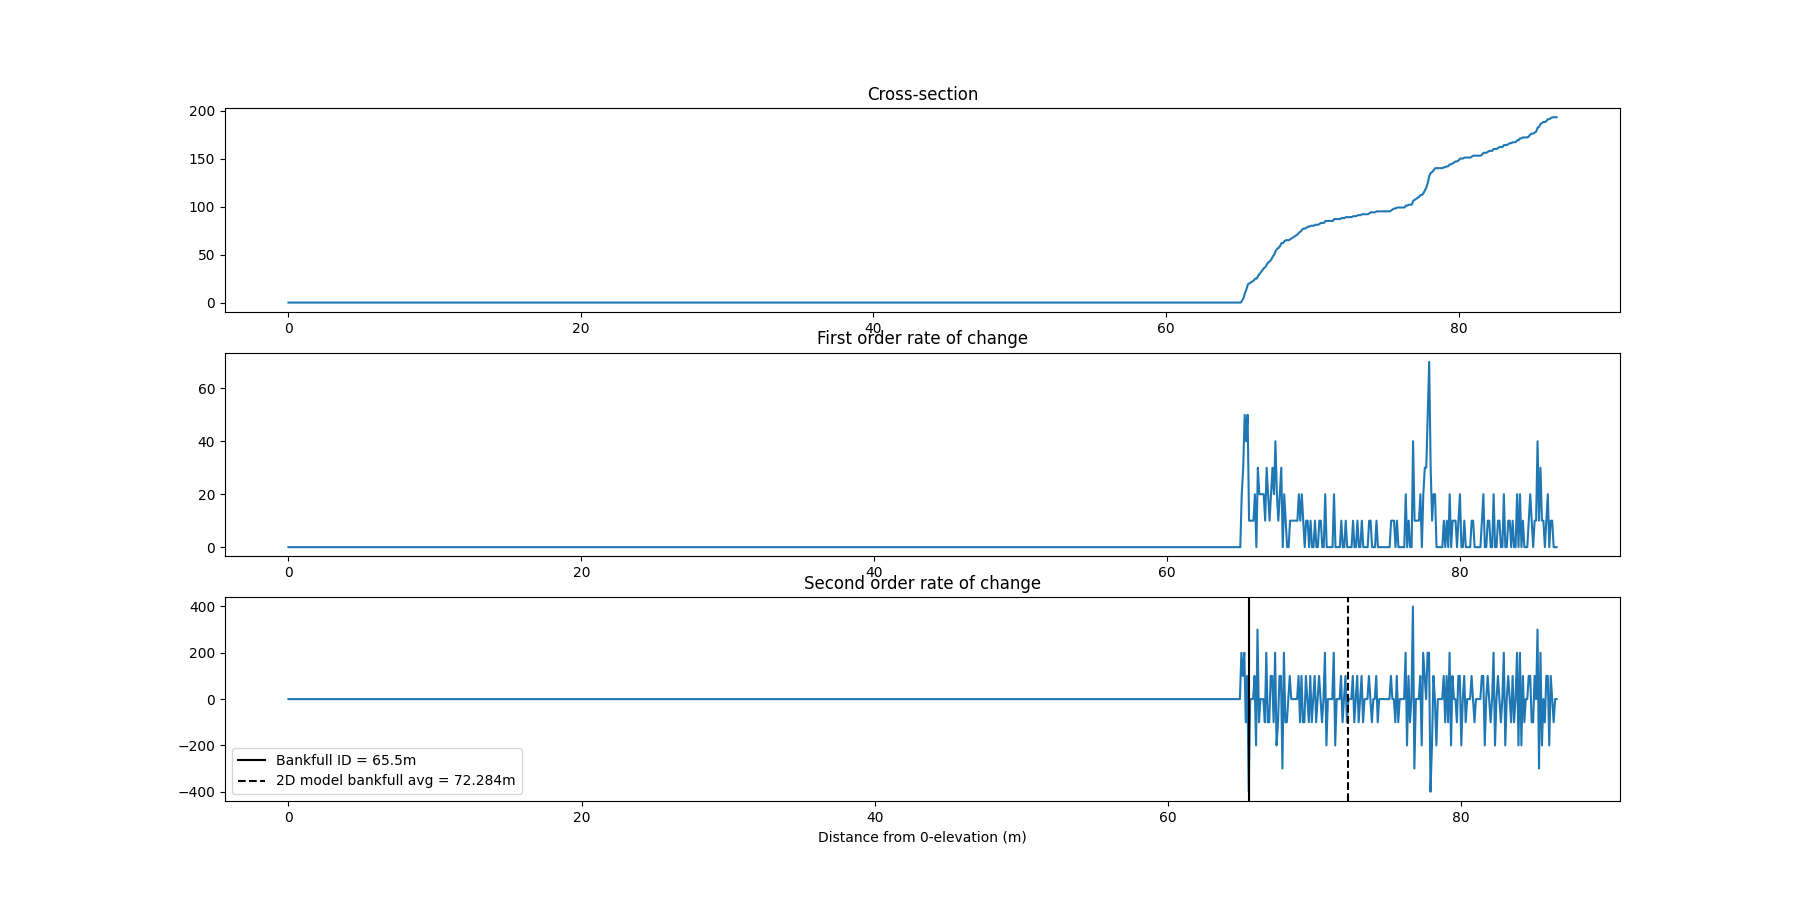 Cross-section
200
150
100
50
0
0 20 40 60 80
First order rate of change
60
40
20
0
0 20 40 60 80
Second order rate of change
400
200
0
−200
−400
Bankfull ID = 65.5m
2D model bankfull avg = 72.284m
0 20 40 60 80
Distance from 0-elevation (m)